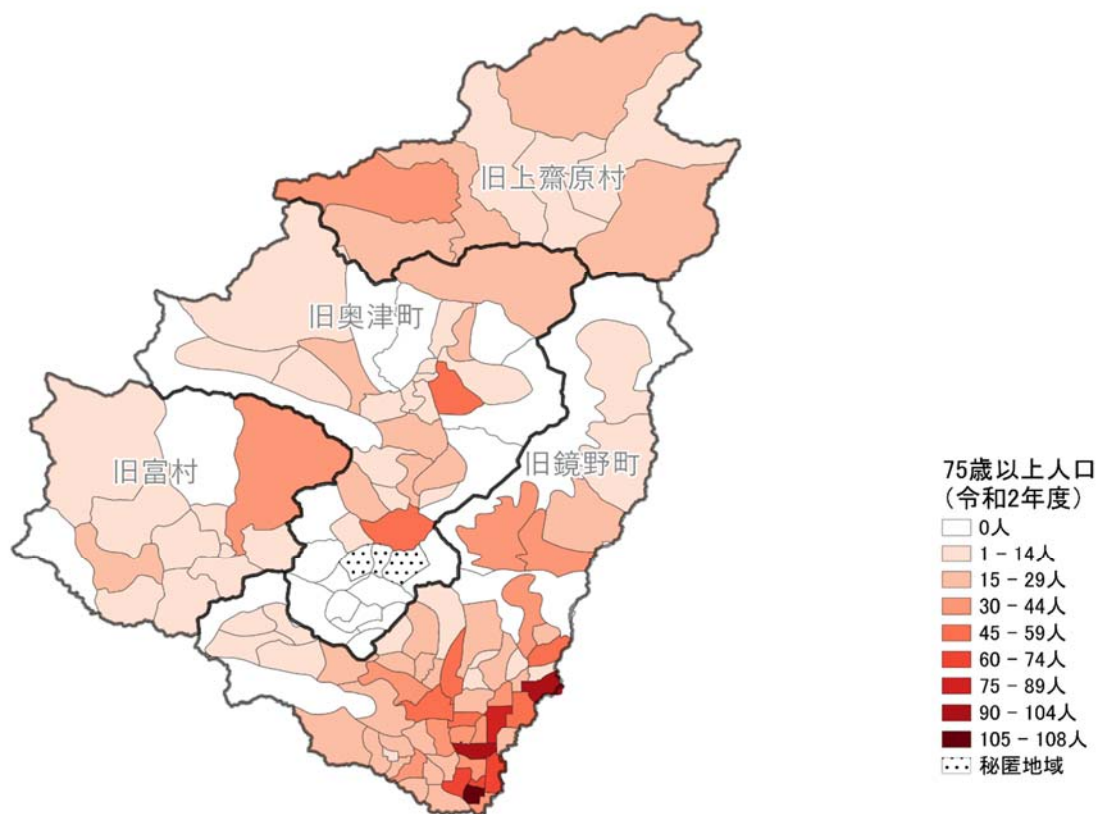 旧上齋原村
旧奥津町
旧富村
旧鏡野町
75歳以上人口
(令和2年度)
0人
1 - 14人
15 - 29人
30 - 44人
45 - 59人
60 - 74人
75 - 89人
90 - 104人
105 - 108人
秘匿地域